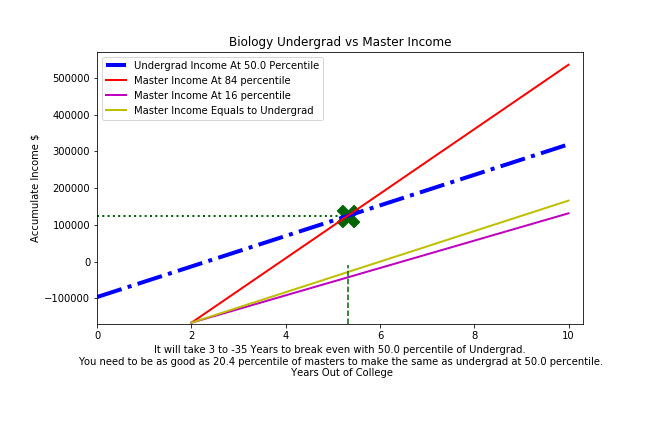 Biology Undergrad vs Master Income
Undergrad Income At 50.0 Percentile
Master Income At 84 percentile
Master Income At 16 percentile
Master Income Equals to Undergrad
Accumulate Income $
500000
400000
300000
200000
100000
0
−100000
0 2 4 6 8 10
It will take 3 to -35 Years to break even with 50.0 percentile of Undergrad.
You need to be as good as 20.4 percentile of masters to make the same as undergrad at 50.0 percentile.
Years Out of College